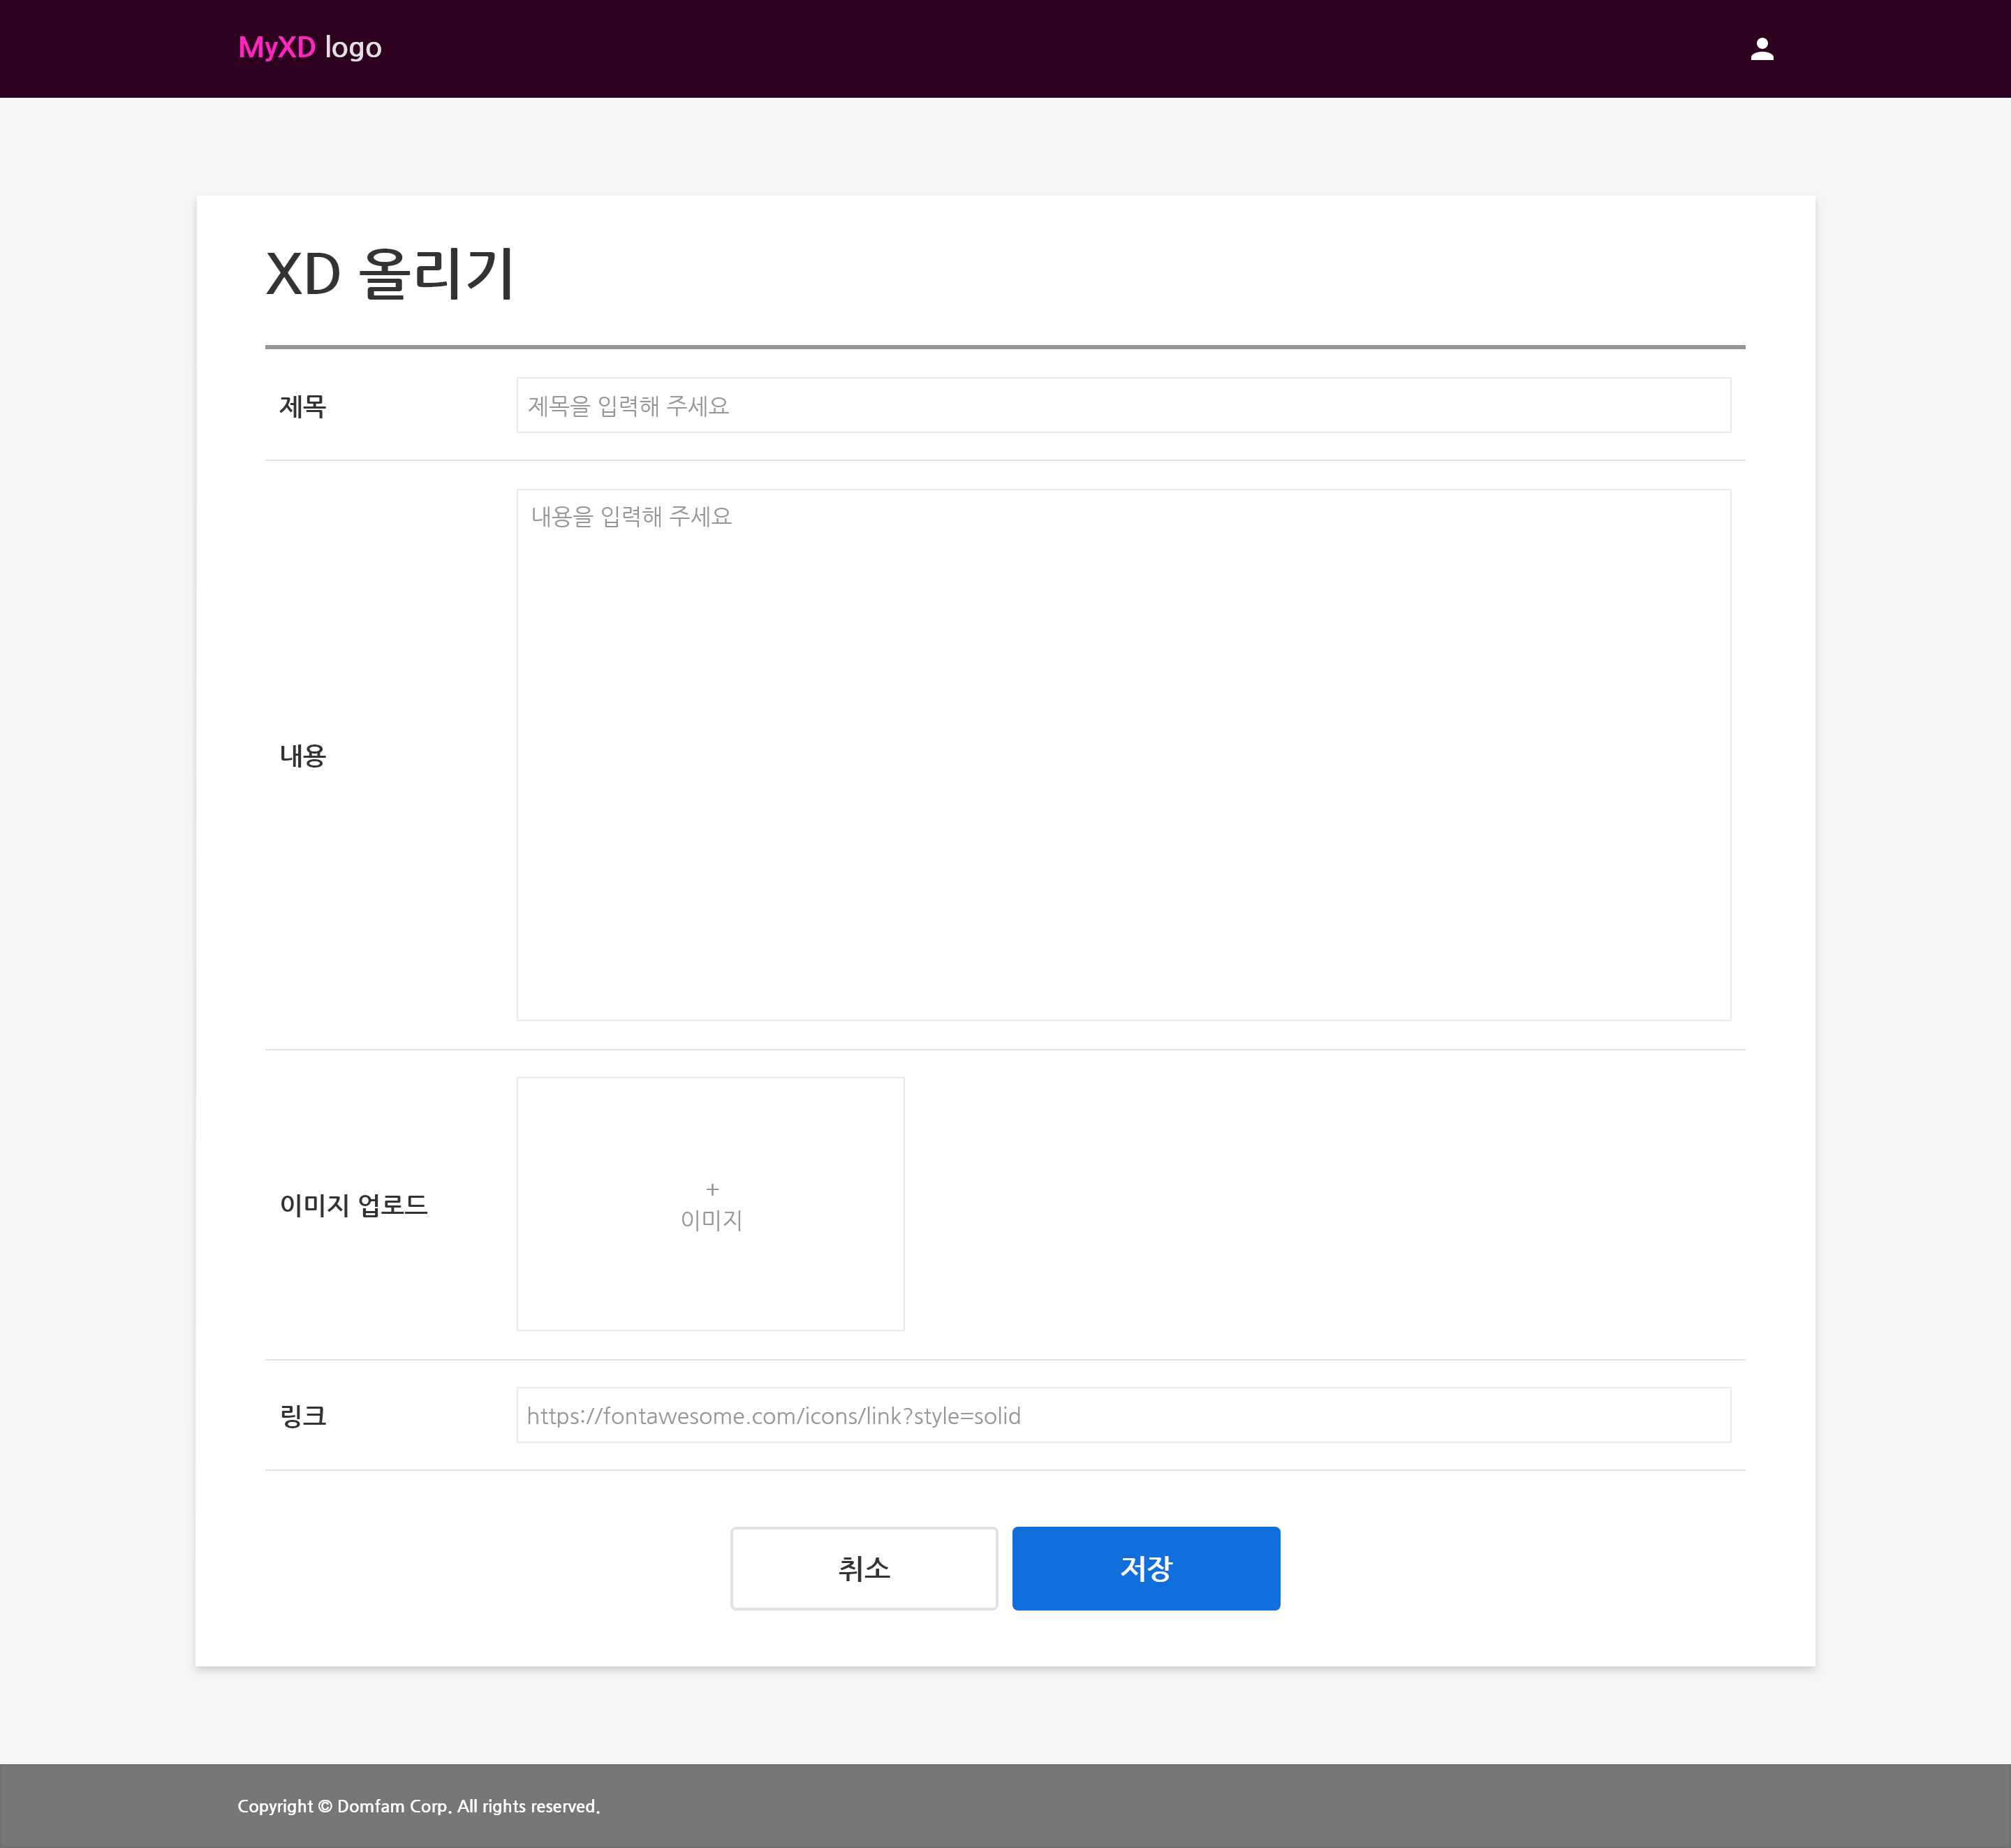 MyXD logo
XD 올리기
제목
제목을 입력해 주세요
내용을 입력해 주세요
내용
+
이미지
이미지 업로드
링크
https://fontawesome.com/icons/link?style=solid
취소
저장
Copyright © Domfam Corp. All rights reserved.